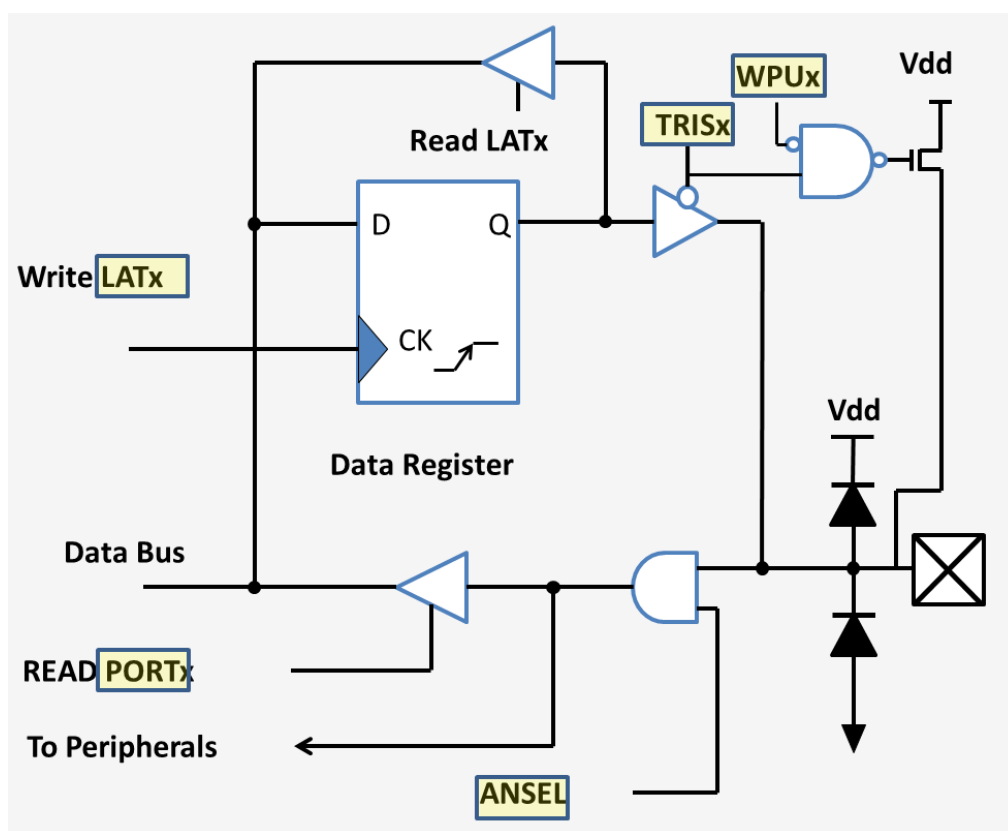 Vdd
WPUx
TRISx
Read LATx
D
Q
Write LATx
CK
Vdd
Data Register
Data Bus
READ PORTx
To Peripherals
ANSEL